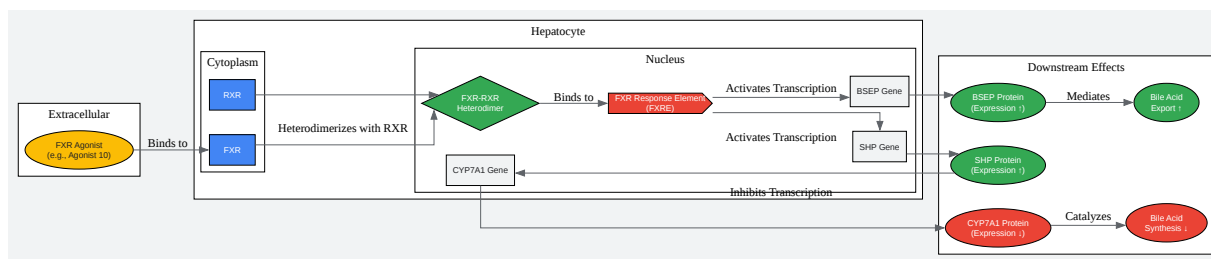 Hepatocyte
Cytoplasm
Nucleus
Downstream Effects
Extracellular
RXR
FXR
FXR Agonist
(e.g., Agonist 10)
Binds to
Heterodimerizes with RXR
FXR-RXR
Heterodimer
Binds to
FXR Response Element
(FXRE)
Activates Transcription
Activates Transcription
BSEP Gene
SHP Gene
CYP7A1 Gene
Inhibits Transcription
BSEP Protein
(Expression ↑)
Mediates
Bile Acid
Export ↑
SHP Protein
(Expression ↑)
CYP7A1 Protein
(Expression ↓)
Catalyzes
Bile Acid
Synthesis ↓